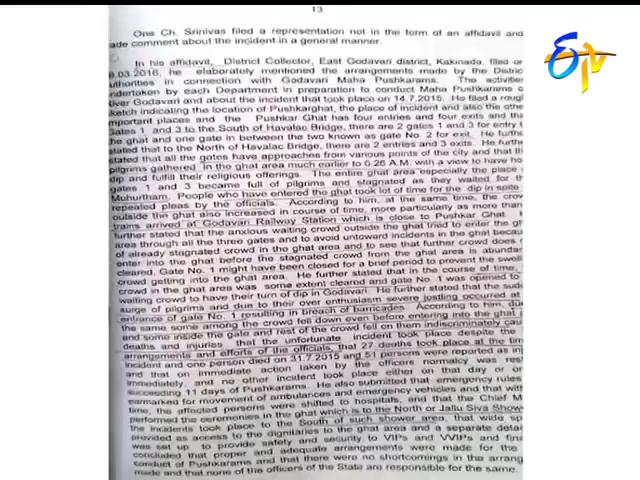 13
One Ch. Srinivas filed a representation not in the form of an affidavit and
ade comment about the incident in a general manner.
In his affidavit, District Collector, East Godavari district, Kakinada, filed on
8.03.2016, he elaborately mentioned the arrangements made by the Distric
uthorities in connection with Godavari Maha Pushkarams. The activities
ndertaken by each Department in preparation to conduct Maha Pushkarams o
iver Godavari and about the incident that took place on 14.7.2015. He filed a roug
ketch indicating the location of Pushkarghat, the place of incident and also the othe
mportant places and the Pushkar Ghat has four entries and four exits and tha
Gates 1 and 3 to the South of Havalac Bridge, there are 2 gates 1 and 3 for entry t
he ghat and one gate in between the two known as gate No. 2 for exit. He furthe
stated that to the North of Havalac Bridge, there are 2 entries and 3 exits. He furthe
stated that all the gates have approaches from various points of the city and that th
pilgrims gathered in the ghat area much earlier to 6:26 A.M. with a view to have ho
dip and fulfill their religious offerings. The entire ghat area especially the place n
gates 1 and 3 became full of pilgrims and stagnated as they waited for t
Muhurtham. People who have entered the ghat took lot of time for the dip in spite
repeated pleas by the officials. According to him, at the same time, the crow
outside the ghat also increased in course of time, more particularly as more than
trains arrived at Godavari Railway Station which is close to Pushkar Ghat.
further stated that the anxious waiting crowd outside the ghat tried to enter the gh
area through all the three gates and to avoid untoward incidents in the ghat becau
of already stagnated crowd in the ghat area and to see that further crowd does
enter into the ghat before the stagnated crowd from the ghat area is abundan
cleared, Gate No. 1 might have been closed for a brief period to prevent the swell
crowd getting into the ghat area. He further stated that in the course of time,
crowd in the ghat area was some extent cleared and gate No. 1 was opened to
waiting crowd to have their turn of dip in Godavari. He further stated that the sud
surge of pilgrims and due to their over enthusiasm severe jostling occurred at
entrance of gate No. 1 resulting in breach of barricades. According to him, due
the same some among the crowd fell down even before entering into the ghat
and some inside the gate and rest of the crowd fell on them indiscriminately cau
deaths and injuries that the unfortunate incident took place despite the
arrangements and efforts of the officials, that 27 deaths took place at the tim
incident and one person died on 31.7.2015 and 51 persons were reported as inj
and that on immediate action taken by the officers normalcy was rest
immediately, and no other incident took place either on that day or on
succeeding 11 days of Pushkarams. He also submitted that emergency rules
earmarked for movement of ambulances and emergency vehicles and that with
time, the affected persons were shifted to hospitals, and that the Chief M
performed the ceremonies in the ghat which is to the North or Jallu Siva Show
the incidents took place to the South of such shower area, that wide sp
provided as access to the dignitaries to the ghat area and a separate detac
was set up to provide safety and security to VIPs and VVIPs and fina
concluded that proper and adequate arrangements were made for the
conduct of Pushkarams and that there were no shortcomings in the arrang
made and that none of the officers of the State are responsible for the same.